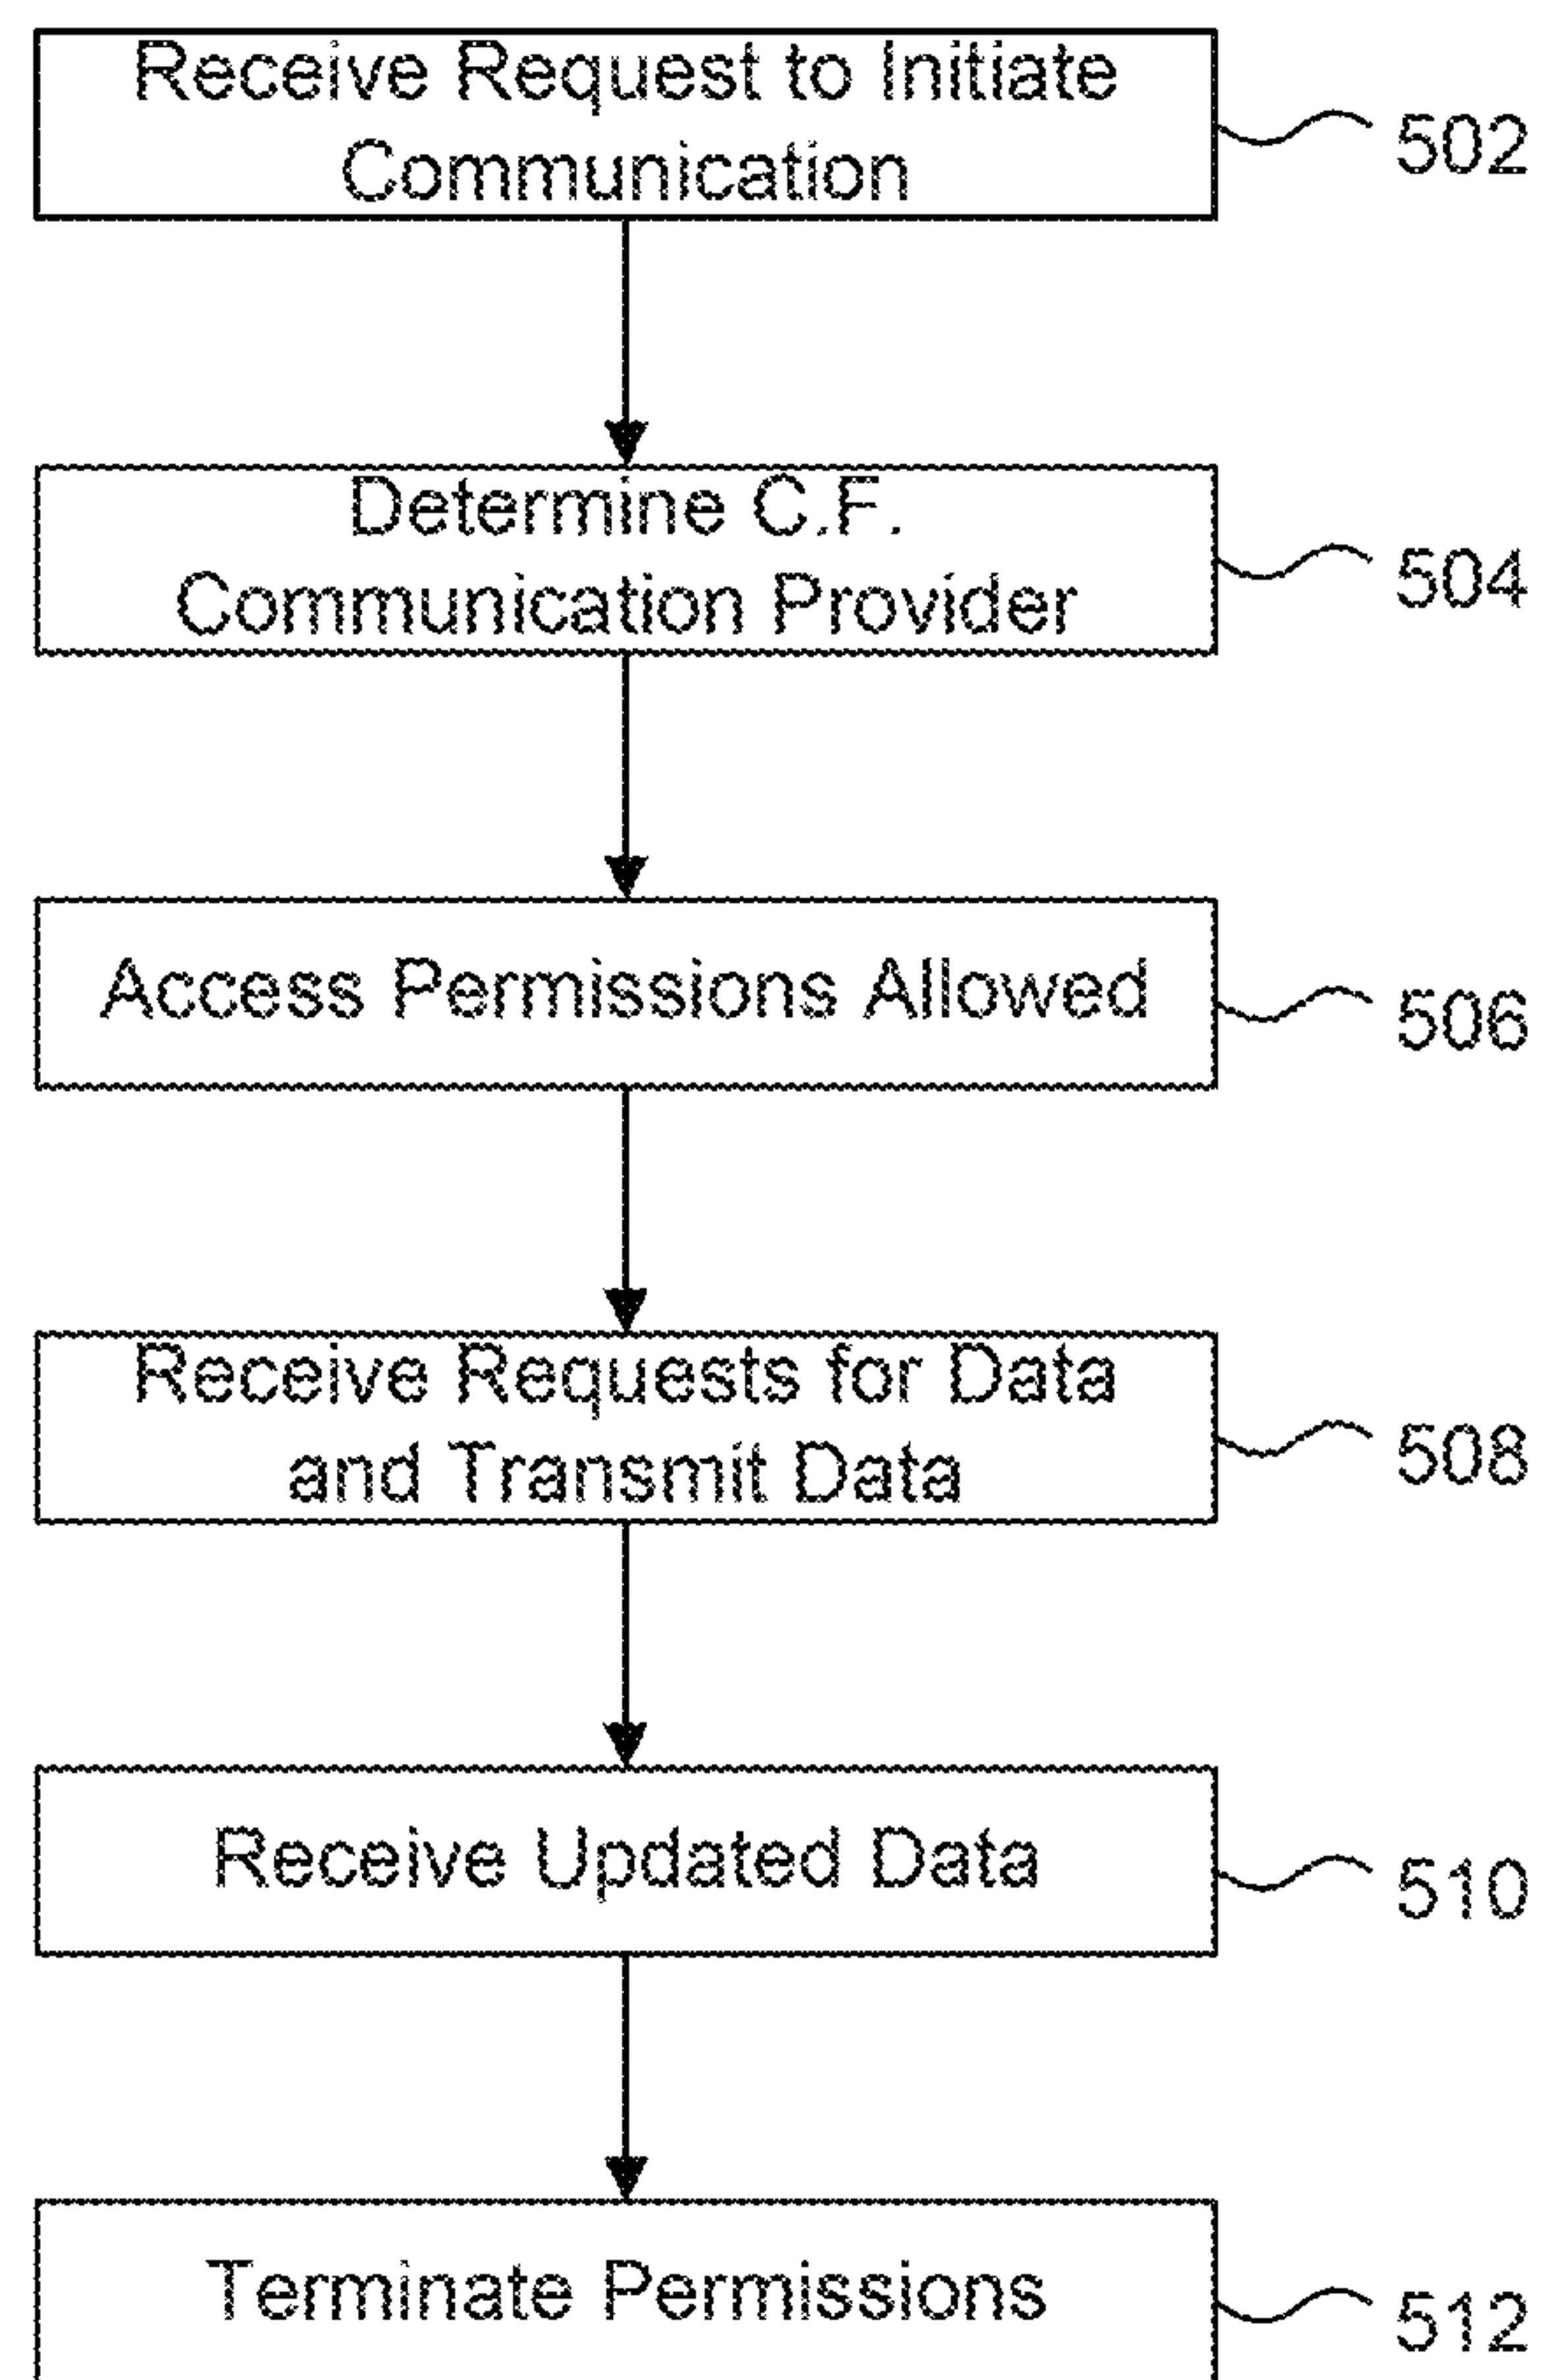 Receive Request to Initiate
Communication
502
Determine C.F.
Communication Provider
504
Access Permissions Allowed
506
Receive Requests for Data
and Transmit Data
508
Receive Updated Data
510
Terminate Permissions
512